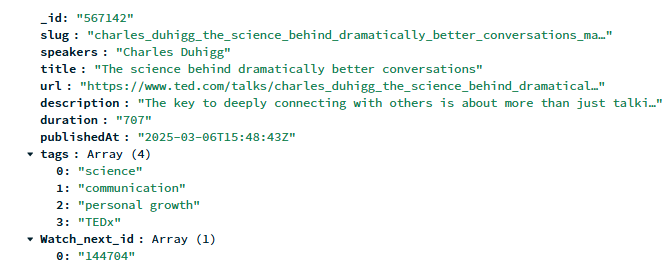 _id: "567142"
slug: "charles_duhigg_the_science_behind_dramatically_better_conversations_ma…"
speakers: "Charles Duhigg"
title: "The science behind dramatically better conversations"
url: "https://www.ted.com/talks/charles_duhigg_the_science_behind_dramatical…"
description: "The key to deeply connecting with others is about more than just talki…"
duration: "707"
publishedAt: "2025-03-06T15:48:43Z"
tags: Array (4)
0: "science"
1: "communication"
2: "personal growth"
3: "TEDx"
Watch_next_id: Array (1)
0: "144704"